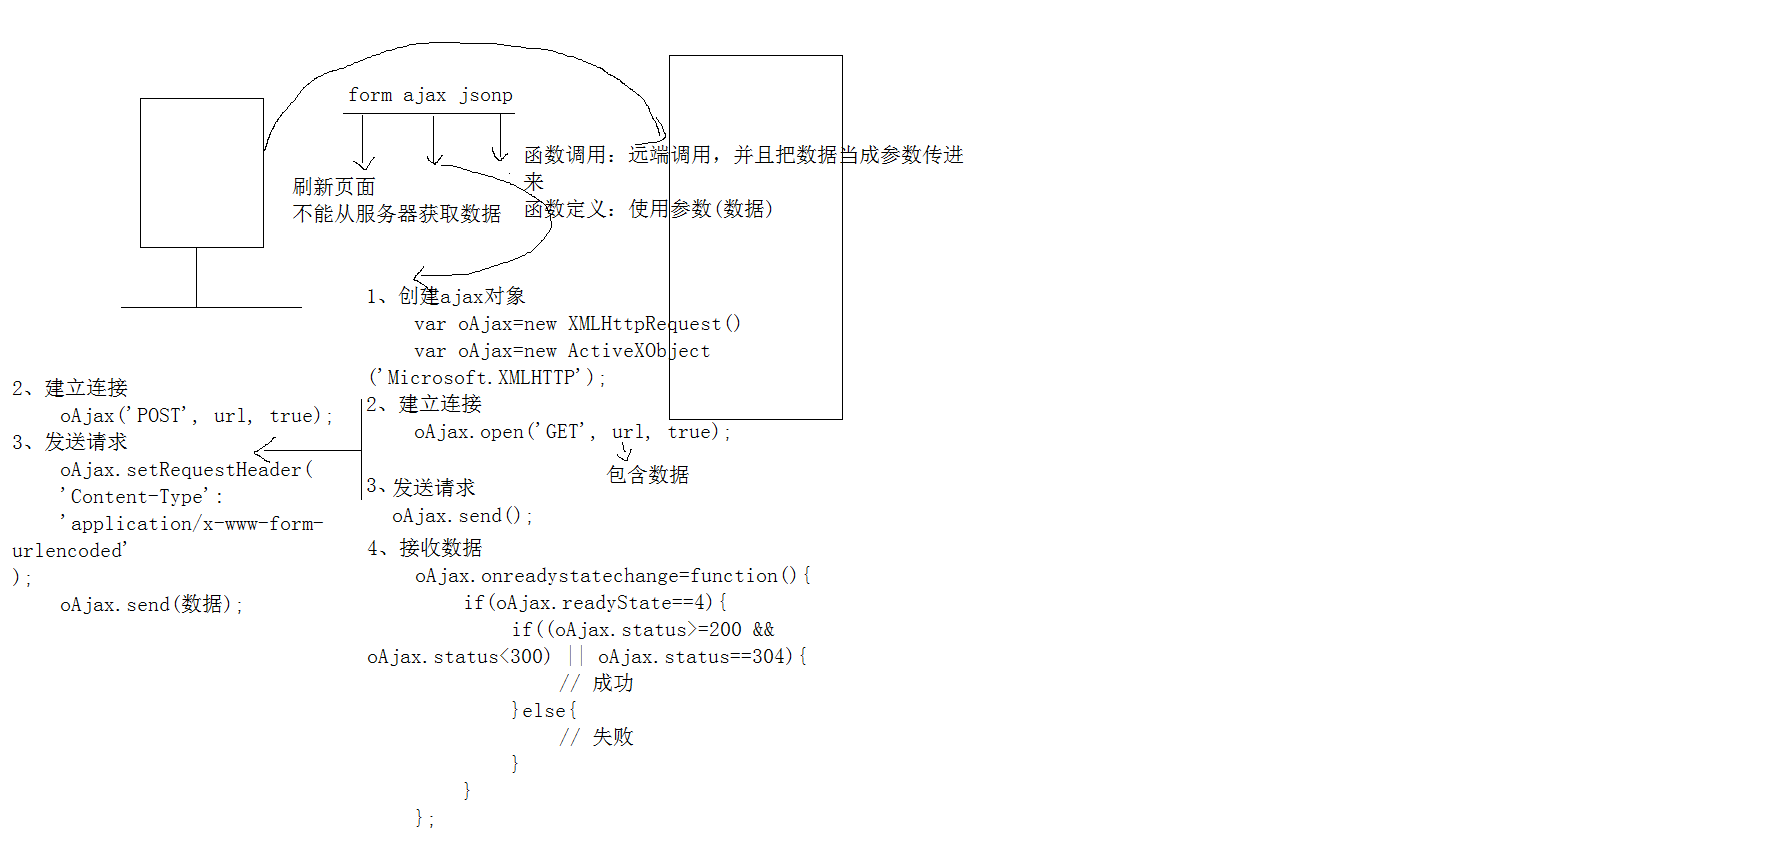 form ajax jsonp
函数调用：远端调用，并且把数据当成参数传进
来
函数定义：使用参数(数据)
刷新页面
不能从服务器获取数据
1、创建ajax对象
var oAjax=new XMLHttpRequest()
var oAjax=new ActiveXObject
('Microsoft.XMLHTTP');
2、建立连接
oAjax.open('GET', url, true);
包含数据
3、发送请求
oAjax.send();
4、接收数据
oAjax.onreadystatechange=function(){
if(oAjax.readyState==4){
if((oAjax.status>=200 &&
oAjax.status<300) || oAjax.status==304){
// 成功
}else{
// 失败
}
}
};
2、建立连接
oAjax('POST', url, true);
3、发送请求
oAjax.setRequestHeader(
'Content-Type':
'application/x-www-form-
urlencoded'
);
oAjax.send(数据);